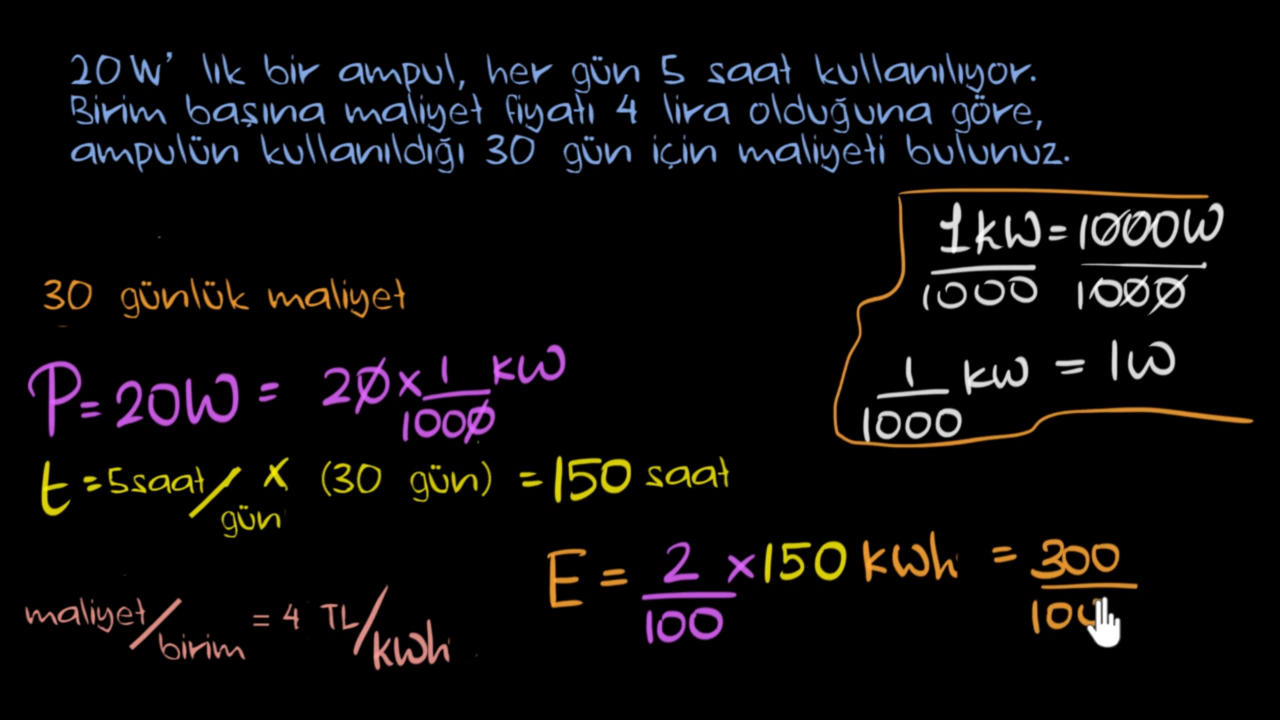 20W' lık bir ampul, her gün 5 saat kullanılıyor.
Birim başına maliyet fiyatı 4 lira olduğuna göre,
ampulün kullanıldığı 30 gün için maliyeti bulunuz.
1kW = 1000W
1000 1000
1/1000 kW = 1W
30 günlük maliyet
P = 20W = 20 x 1/1000 kW
t = 5saat/gün x (30 gün) = 150 saat
E = 2/100 x 150 kWh = 300/100
maliyet/birim = 4 TL/kWh